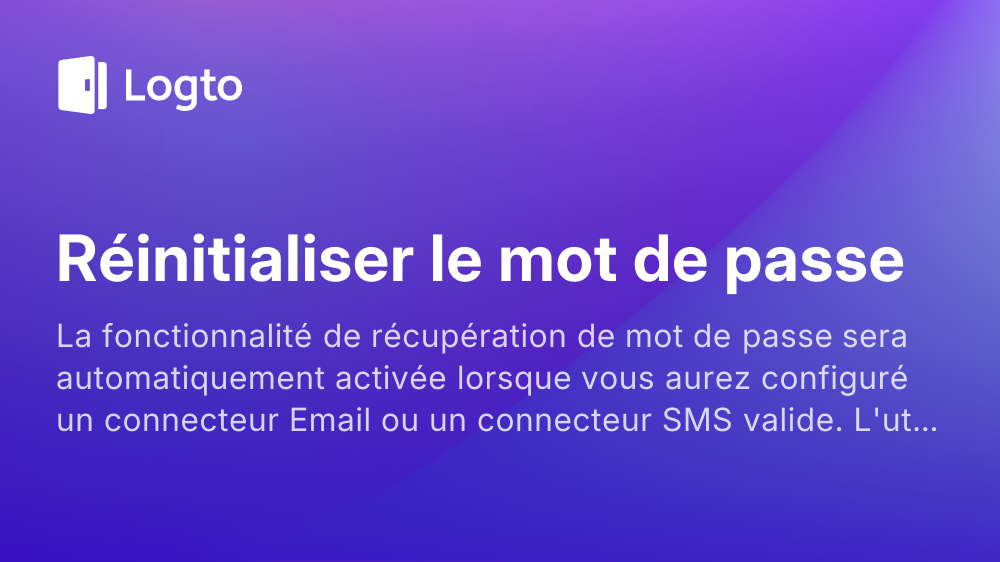 Logto
Réinitialiser le mot de passe
La fonctionnalité de récupération de mot de passe sera
automatiquement activée lorsque vous aurez configuré
un connecteur Email ou un connecteur SMS valide. L'ut...